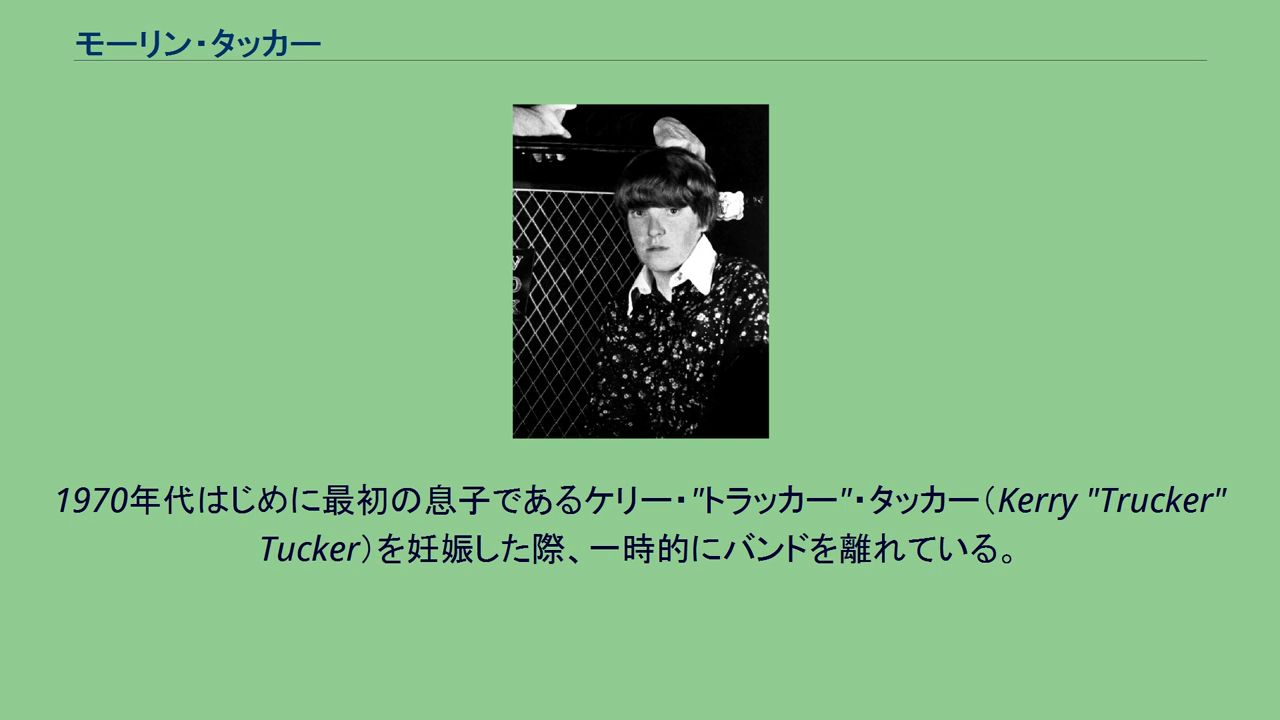 モーリン・タッカー
1970年代はじめに最初の息子であるケリー・"トラッカー"・タッカー（Kerry "Trucker"
Tucker）を妊娠した際、一時的にバンドを離れている。